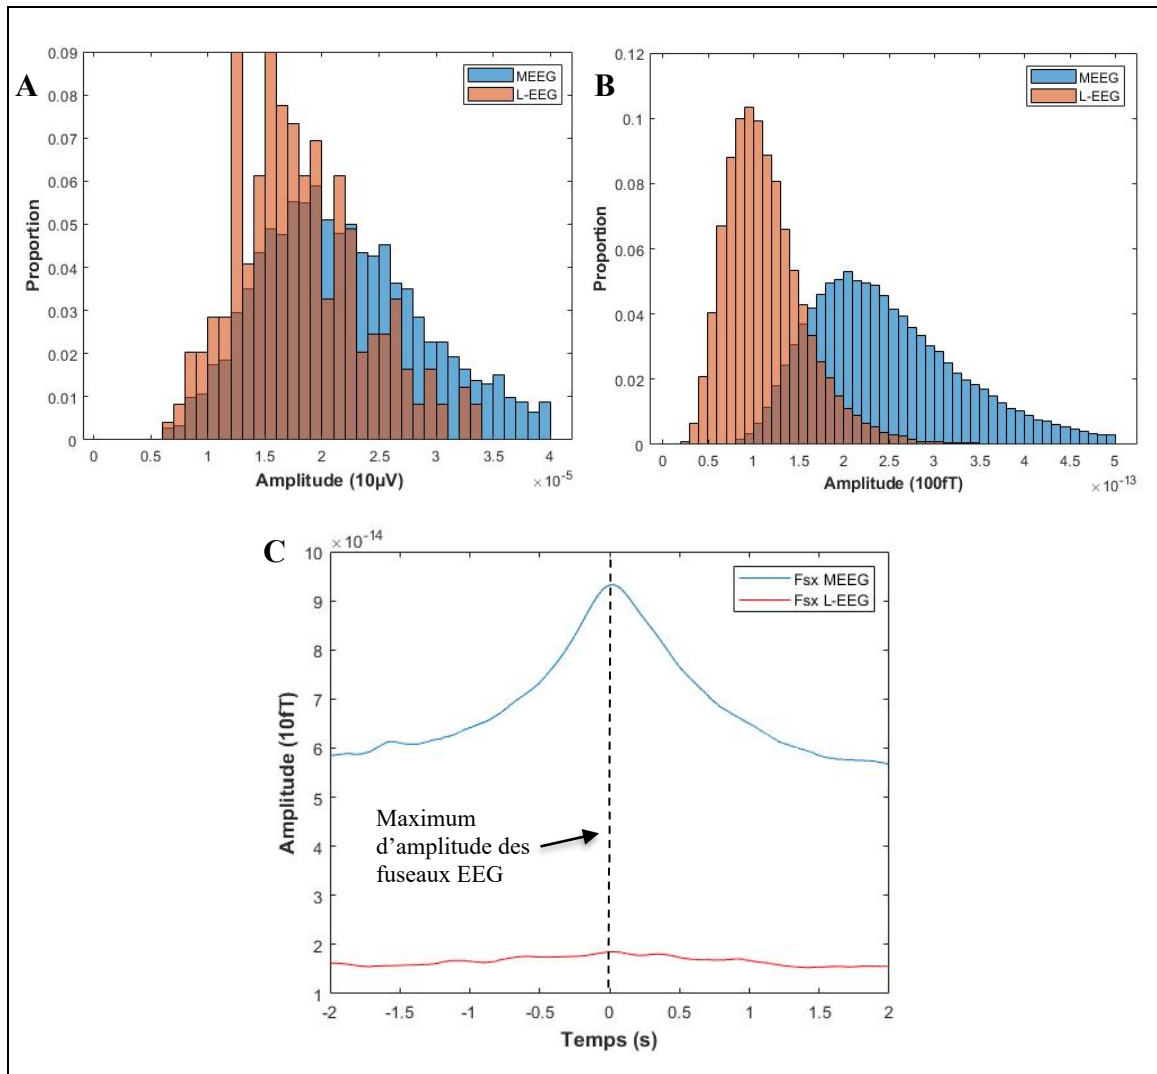 A
0.09
0.08
0.07
0.06
0.05
0.04
0.03
0.02
0.01
0
Proportion
MEEG
L-EEG
0 0.5 1 1.5 2 2.5 3 3.5 4
Amplitude (10µV)
×10-5
B
0.12
0.1
0.08
0.06
0.04
0.02
0
Proportion
MEEG
L-EEG
0 0.5 1 1.5 2 2.5 3 3.5 4 4.5 5
Amplitude (100fT)
×10-13
C
×10-14
10
9
8
7
6
5
4
3
2
1
Amplitude (10fT)
Fsx MEEG
Fsx L-EEG
Maximum
d’amplitude des
fuseaux EEG
-2 -1.5 -1 -0.5 0 0.5 1 1.5 2
Temps (s)